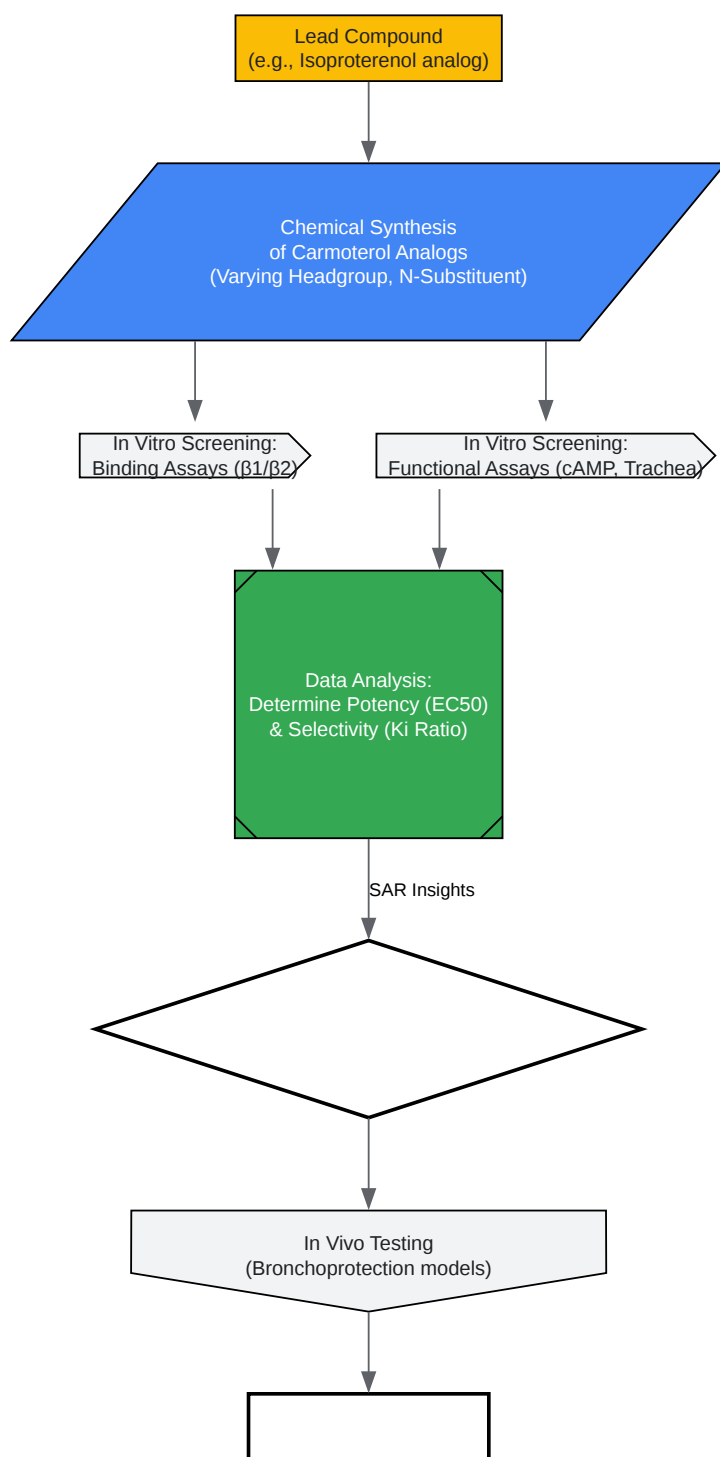 Lead Compound
(e.g., Isoproterenol analog)
Chemical Synthesis
of Carmoterol Analogs
(Varying Headgroup, N-Substituent)
In Vitro Screening:
Binding Assays (β1/β2)
In Vitro Screening:
Functional Assays (cAMP, Trachea)
Data Analysis:
Determine Potency (EC50)
& Selectivity (Ki Ratio)
SAR Insights
In Vivo Testing
(Bronchoprotection models)